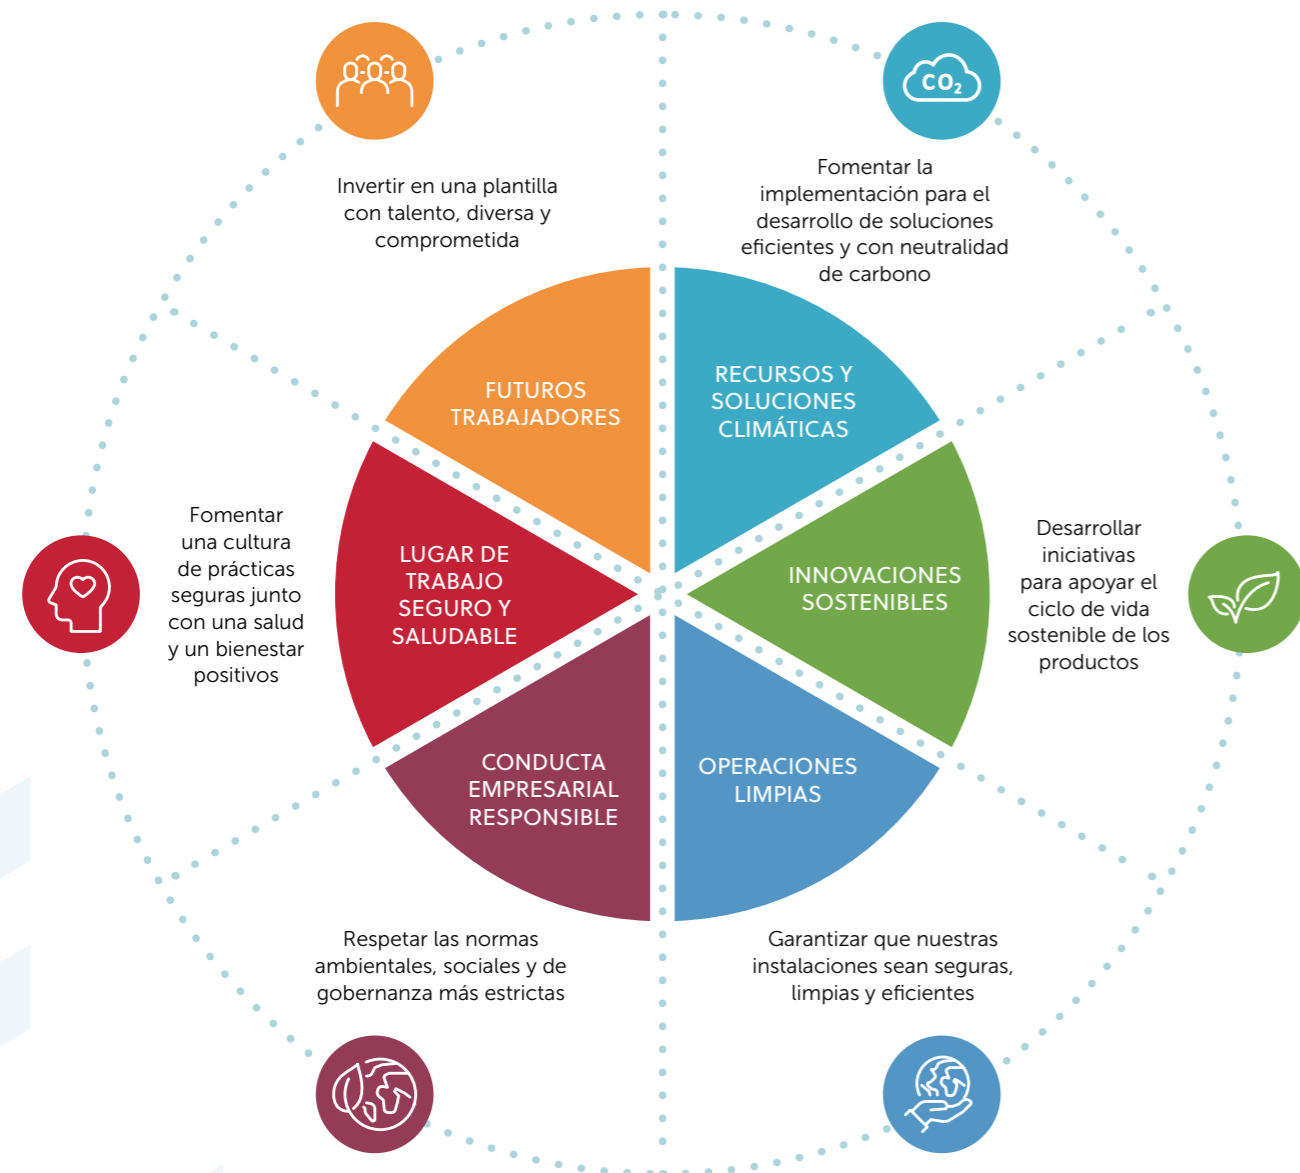 CO₂
Fomentar la
implementación para el
desarrollo de soluciones
eficientes y con neutralidad
de carbono
RECURSOS Y
SOLUCIONES
CLIMÁTICAS
Desarrollar
iniciativas
para apoyar el
ciclo de vida
sostenible de los
productos
INNOVACIONES
SOSTENIBLES
Garantizar que nuestras
instalaciones sean seguras,
limpias y eficientes
OPERACIONES
LIMPIAS
Respetar las normas
ambientales, sociales y de
gobernanza más estrictas
CONDUCTA
EMPRESARIAL
RESPONSIBLE
Fomentar
una cultura
de prácticas
seguras junto
con una salud
y un bienestar
positivos
LUGAR DE
TRABAJO
SEGURO Y
SALUDABLE
Invertir en una plantilla
con talento, diversa y
comprometida
FUTUROS
TRABAJADORES